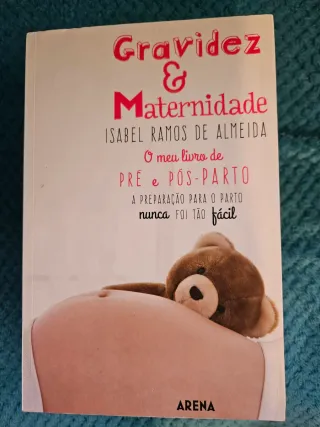 Gravidez
&
Maternidade
ISABEL RAMOS DE ALMEIDA
O meu livro de
PRÉ e PÓS-PARTO
A PREPARAÇÃO PARA O PARTO
nunca FOI TÃO fácil
ARENA